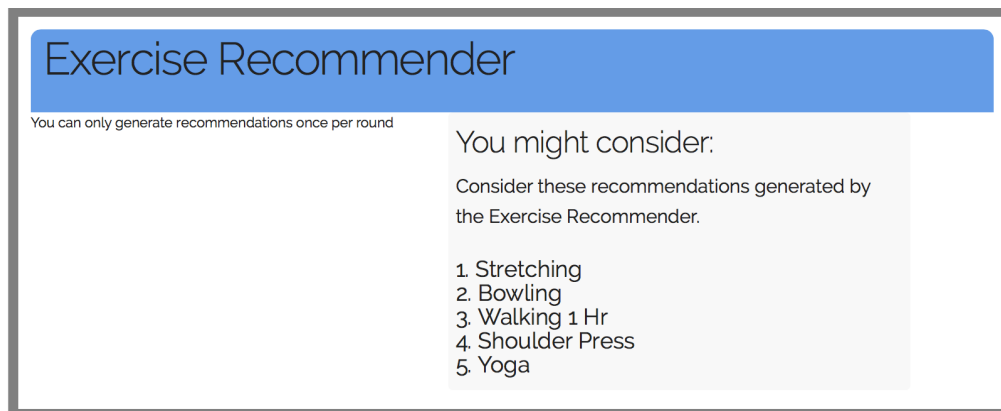 Exercise Recommender
You can only generate recommendations once per round
You might consider:
Consider these recommendations generated by
the Exercise Recommender.
1. Stretching
2. Bowling
3. Walking 1 Hr
4. Shoulder Press
5. Yoga